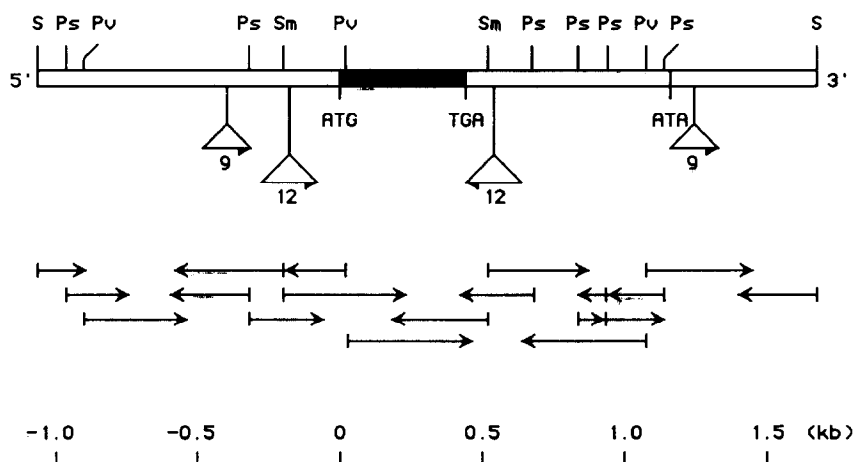 S Ps Pv Ps Sm Pv Sm Ps Ps Ps Pv Ps S
5' 3'
ATG TGA ATA
9 9
12 12
-1.0 -0.5 0 0.5 1.0 1.5 (kb)